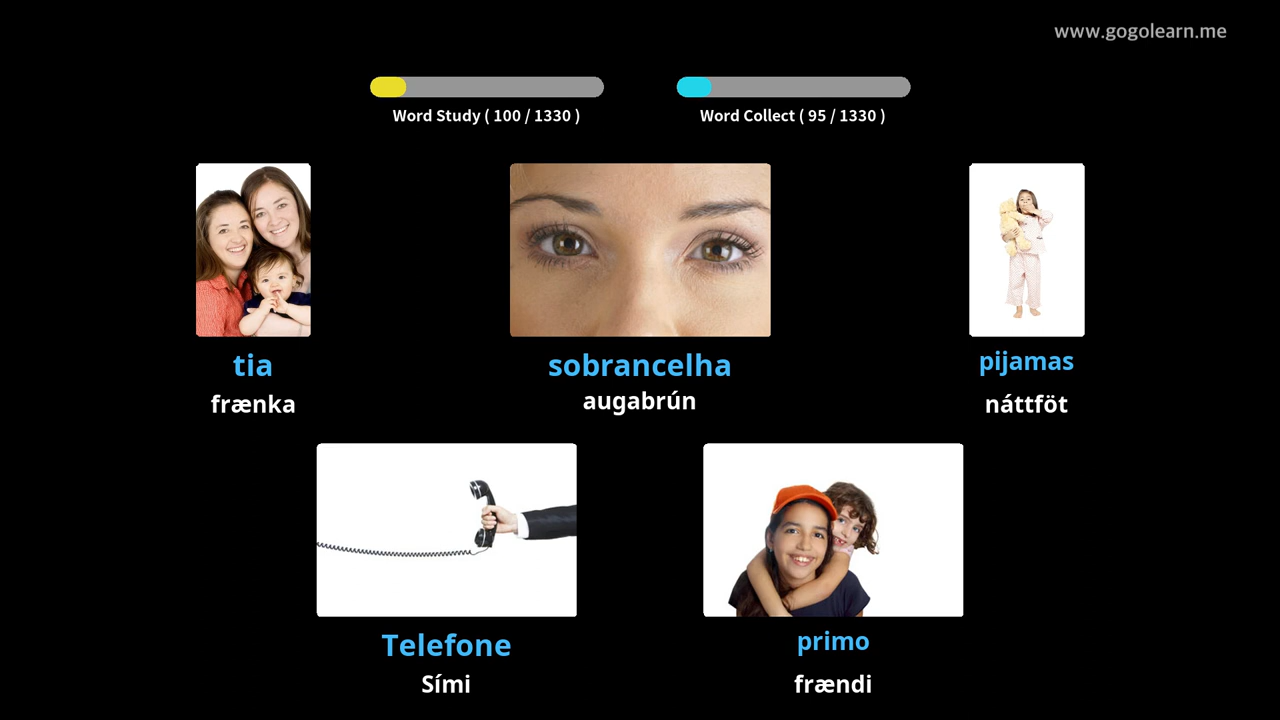 www.gogolearn.me
Word Study ( 100 / 1330 )
Word Collect ( 95 / 1330 )
tia
frænka
sobrancelha
augabrún
pijamas
náttföt
Telefone
Sími
primo
frændi